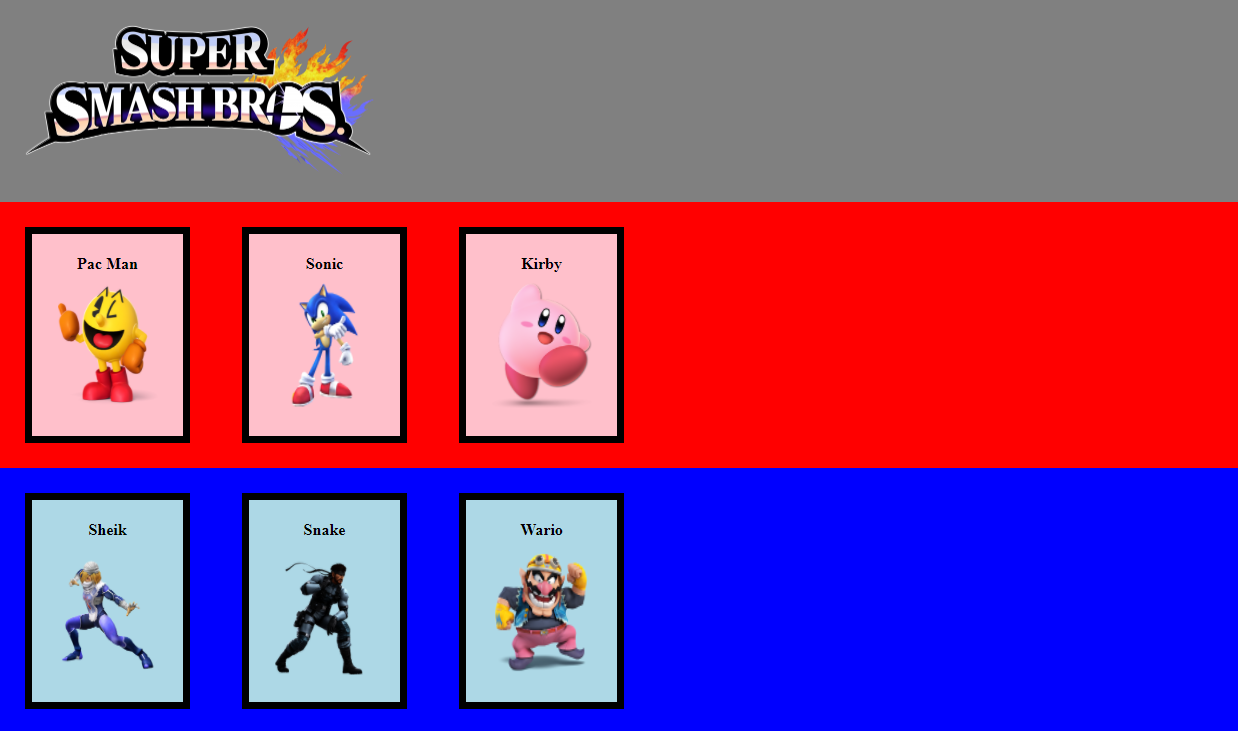 SUPER
SMASH BROS.
Pac Man
Sonic
Kirby
Sheik
Snake
Wario